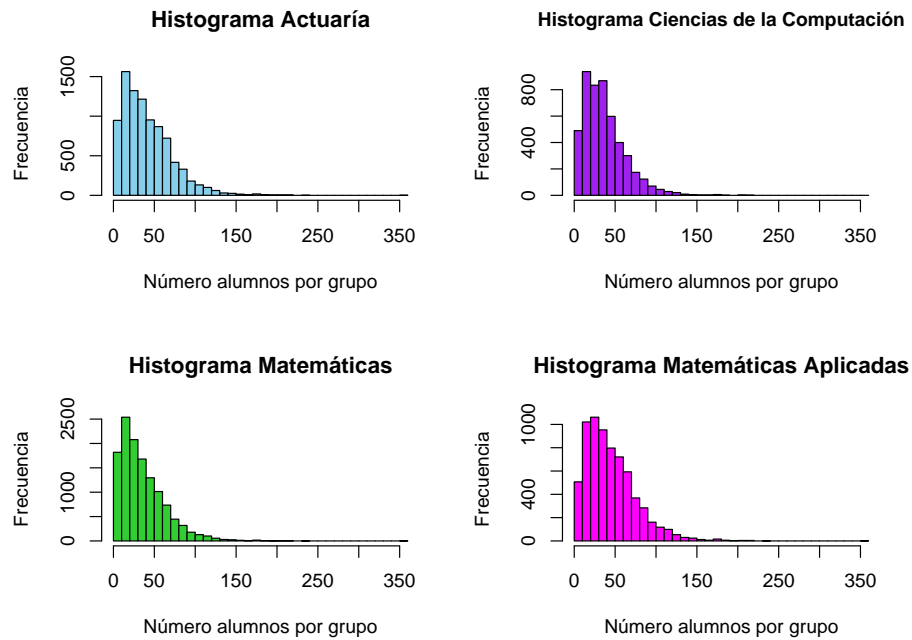 Histograma Actuaría
Frecuencia
0
500
1500
0
50
150
250
350
Número alumnos por grupo
Histograma Ciencias de la Computación
Frecuencia
0
400
800
0
50
150
250
350
Número alumnos por grupo
Histograma Matemáticas
Frecuencia
0
1000
2500
0
50
150
250
350
Número alumnos por grupo
Histograma Matemáticas Aplicadas
Frecuencia
0
400
1000
0
50
150
250
350
Número alumnos por grupo